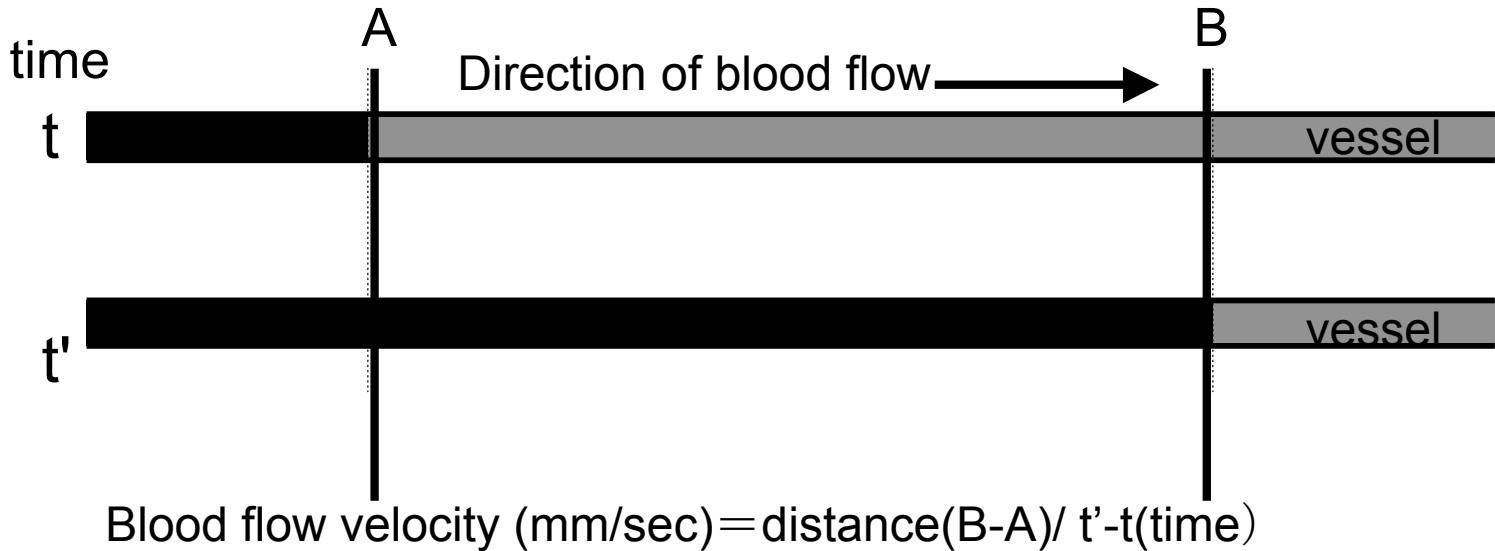 A
B
time
Direction of blood flow
t
vessel
vessel
t'
Blood flow velocity (mm/sec)＝distance(B-A)/ t’-t(time）